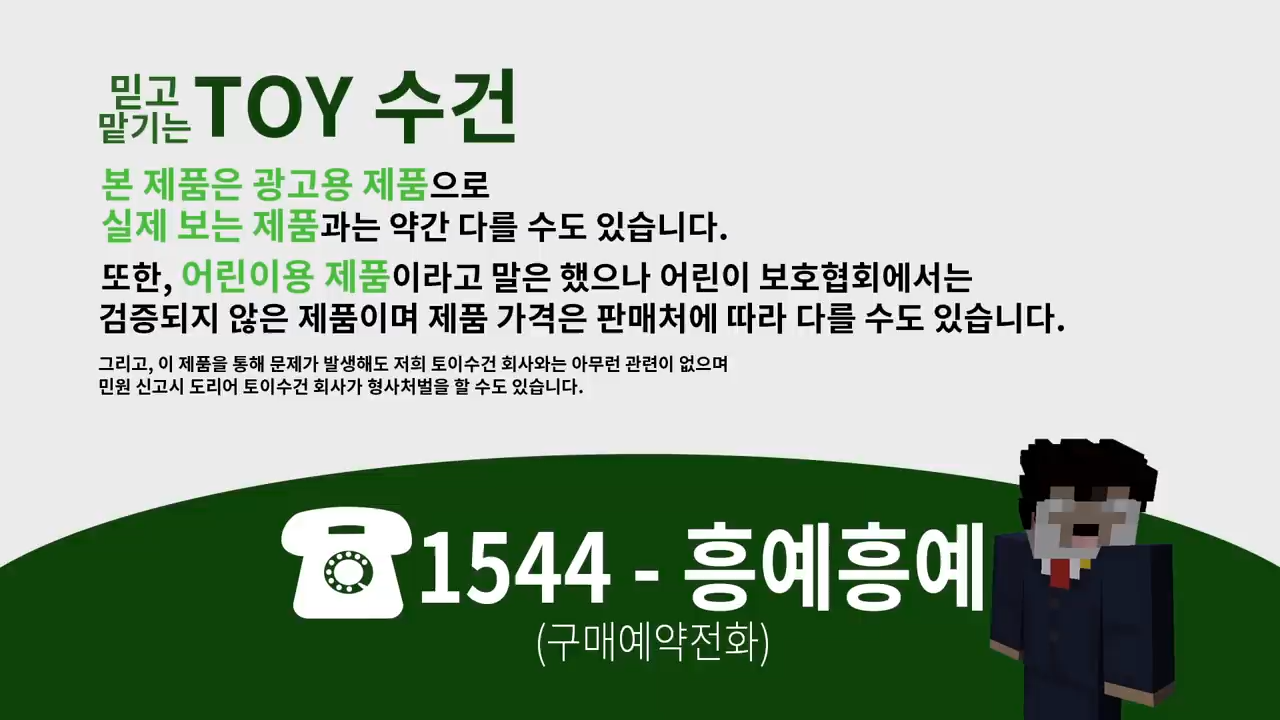 믿고
맡기는 TOY 수건
본 제품은 광고용 제품으로
실제 보는 제품과는 약간 다를 수도 있습니다.
또한, 어린이용 제품이라고 말은 했으나 어린이 보호협회에서는
검증되지 않은 제품이며 제품 가격은 판매처에 따라 다를 수도 있습니다.
그리고, 이 제품을 통해 문제가 발생해도 저희 토이수건 회사와는 아무런 관련이 없으며
민원 신고시 도리어 토이수건 회사가 형사처벌을 할 수도 있습니다.
1544 - 흥예흥예
(구매예약전화)